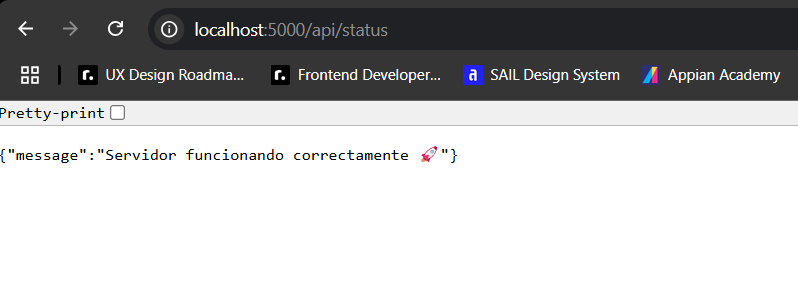 localhost:5000/api/status
UX Design Roadma... Frontend Developer... SAIL Design System Appian Academy
Pretty-print
{"message":"Servidor funcionando correctamente 🚀"}